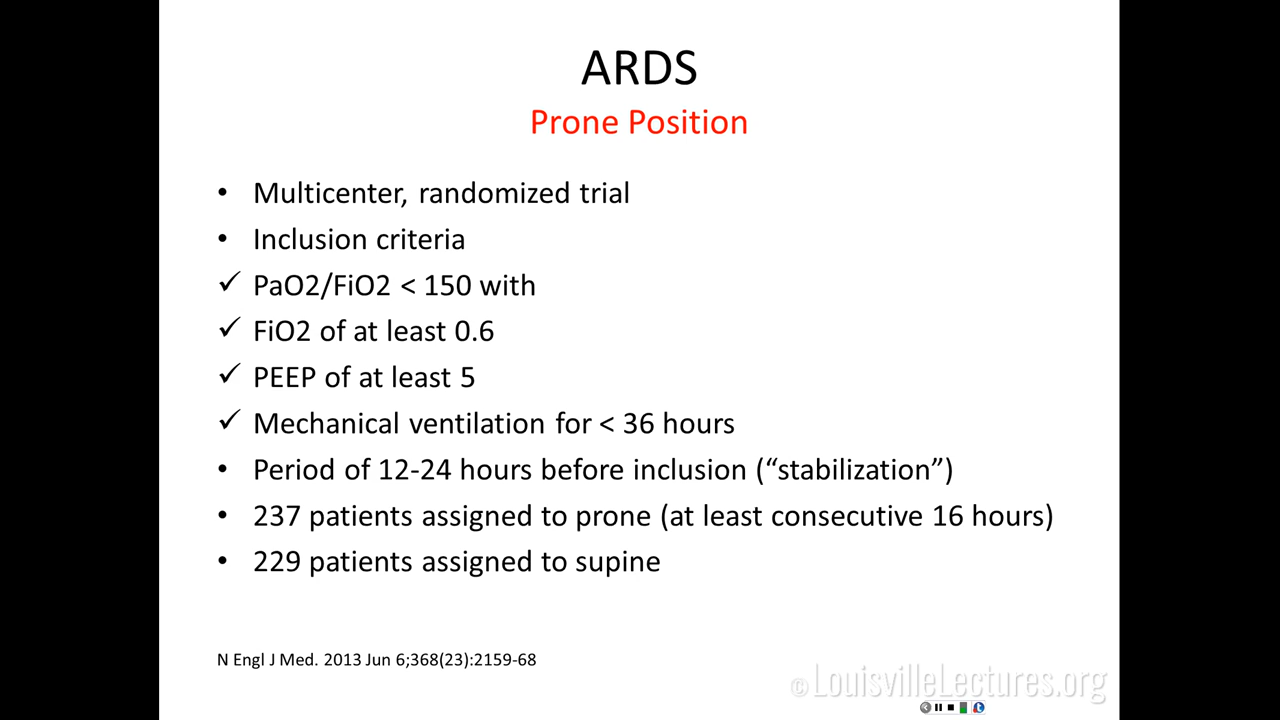 ARDS
Prone Position
• Multicenter, randomized trial
• Inclusion criteria
✓ PaO2/FiO2 < 150 with
✓ FiO2 of at least 0.6
✓ PEEP of at least 5
✓ Mechanical ventilation for < 36 hours
• Period of 12-24 hours before inclusion (“stabilization”)
• 237 patients assigned to prone (at least consecutive 16 hours)
• 229 patients assigned to supine
N Engl J Med. 2013 Jun 6;368(23):2159-68
© LouisvilleLectures.org